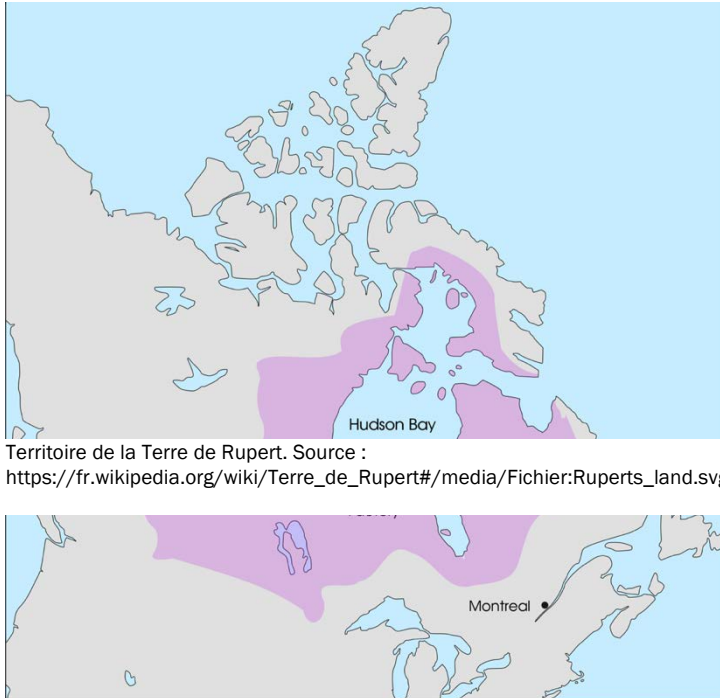 Hudson Bay
Territoire de la Terre de Rupert. Source :
https://fr.wikipedia.org/wiki/Terre_de_Rupert#/media/Fichier:Ruperts_land.svg
Montreal